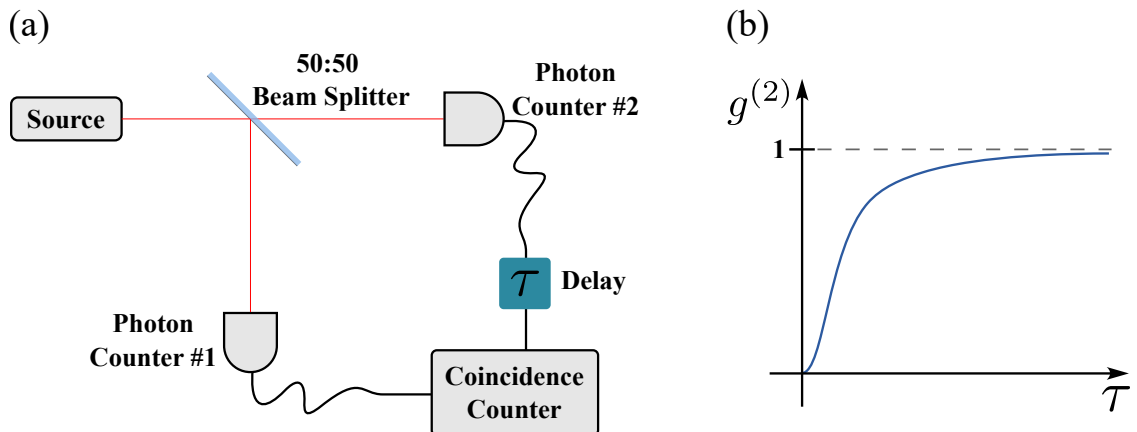 (a)
Source
50:50
Beam Splitter
Photon
Counter #2
τ
Delay
Photon
Counter #1
Coincidence
Counter
(b)
g⁽²⁾
1
τ